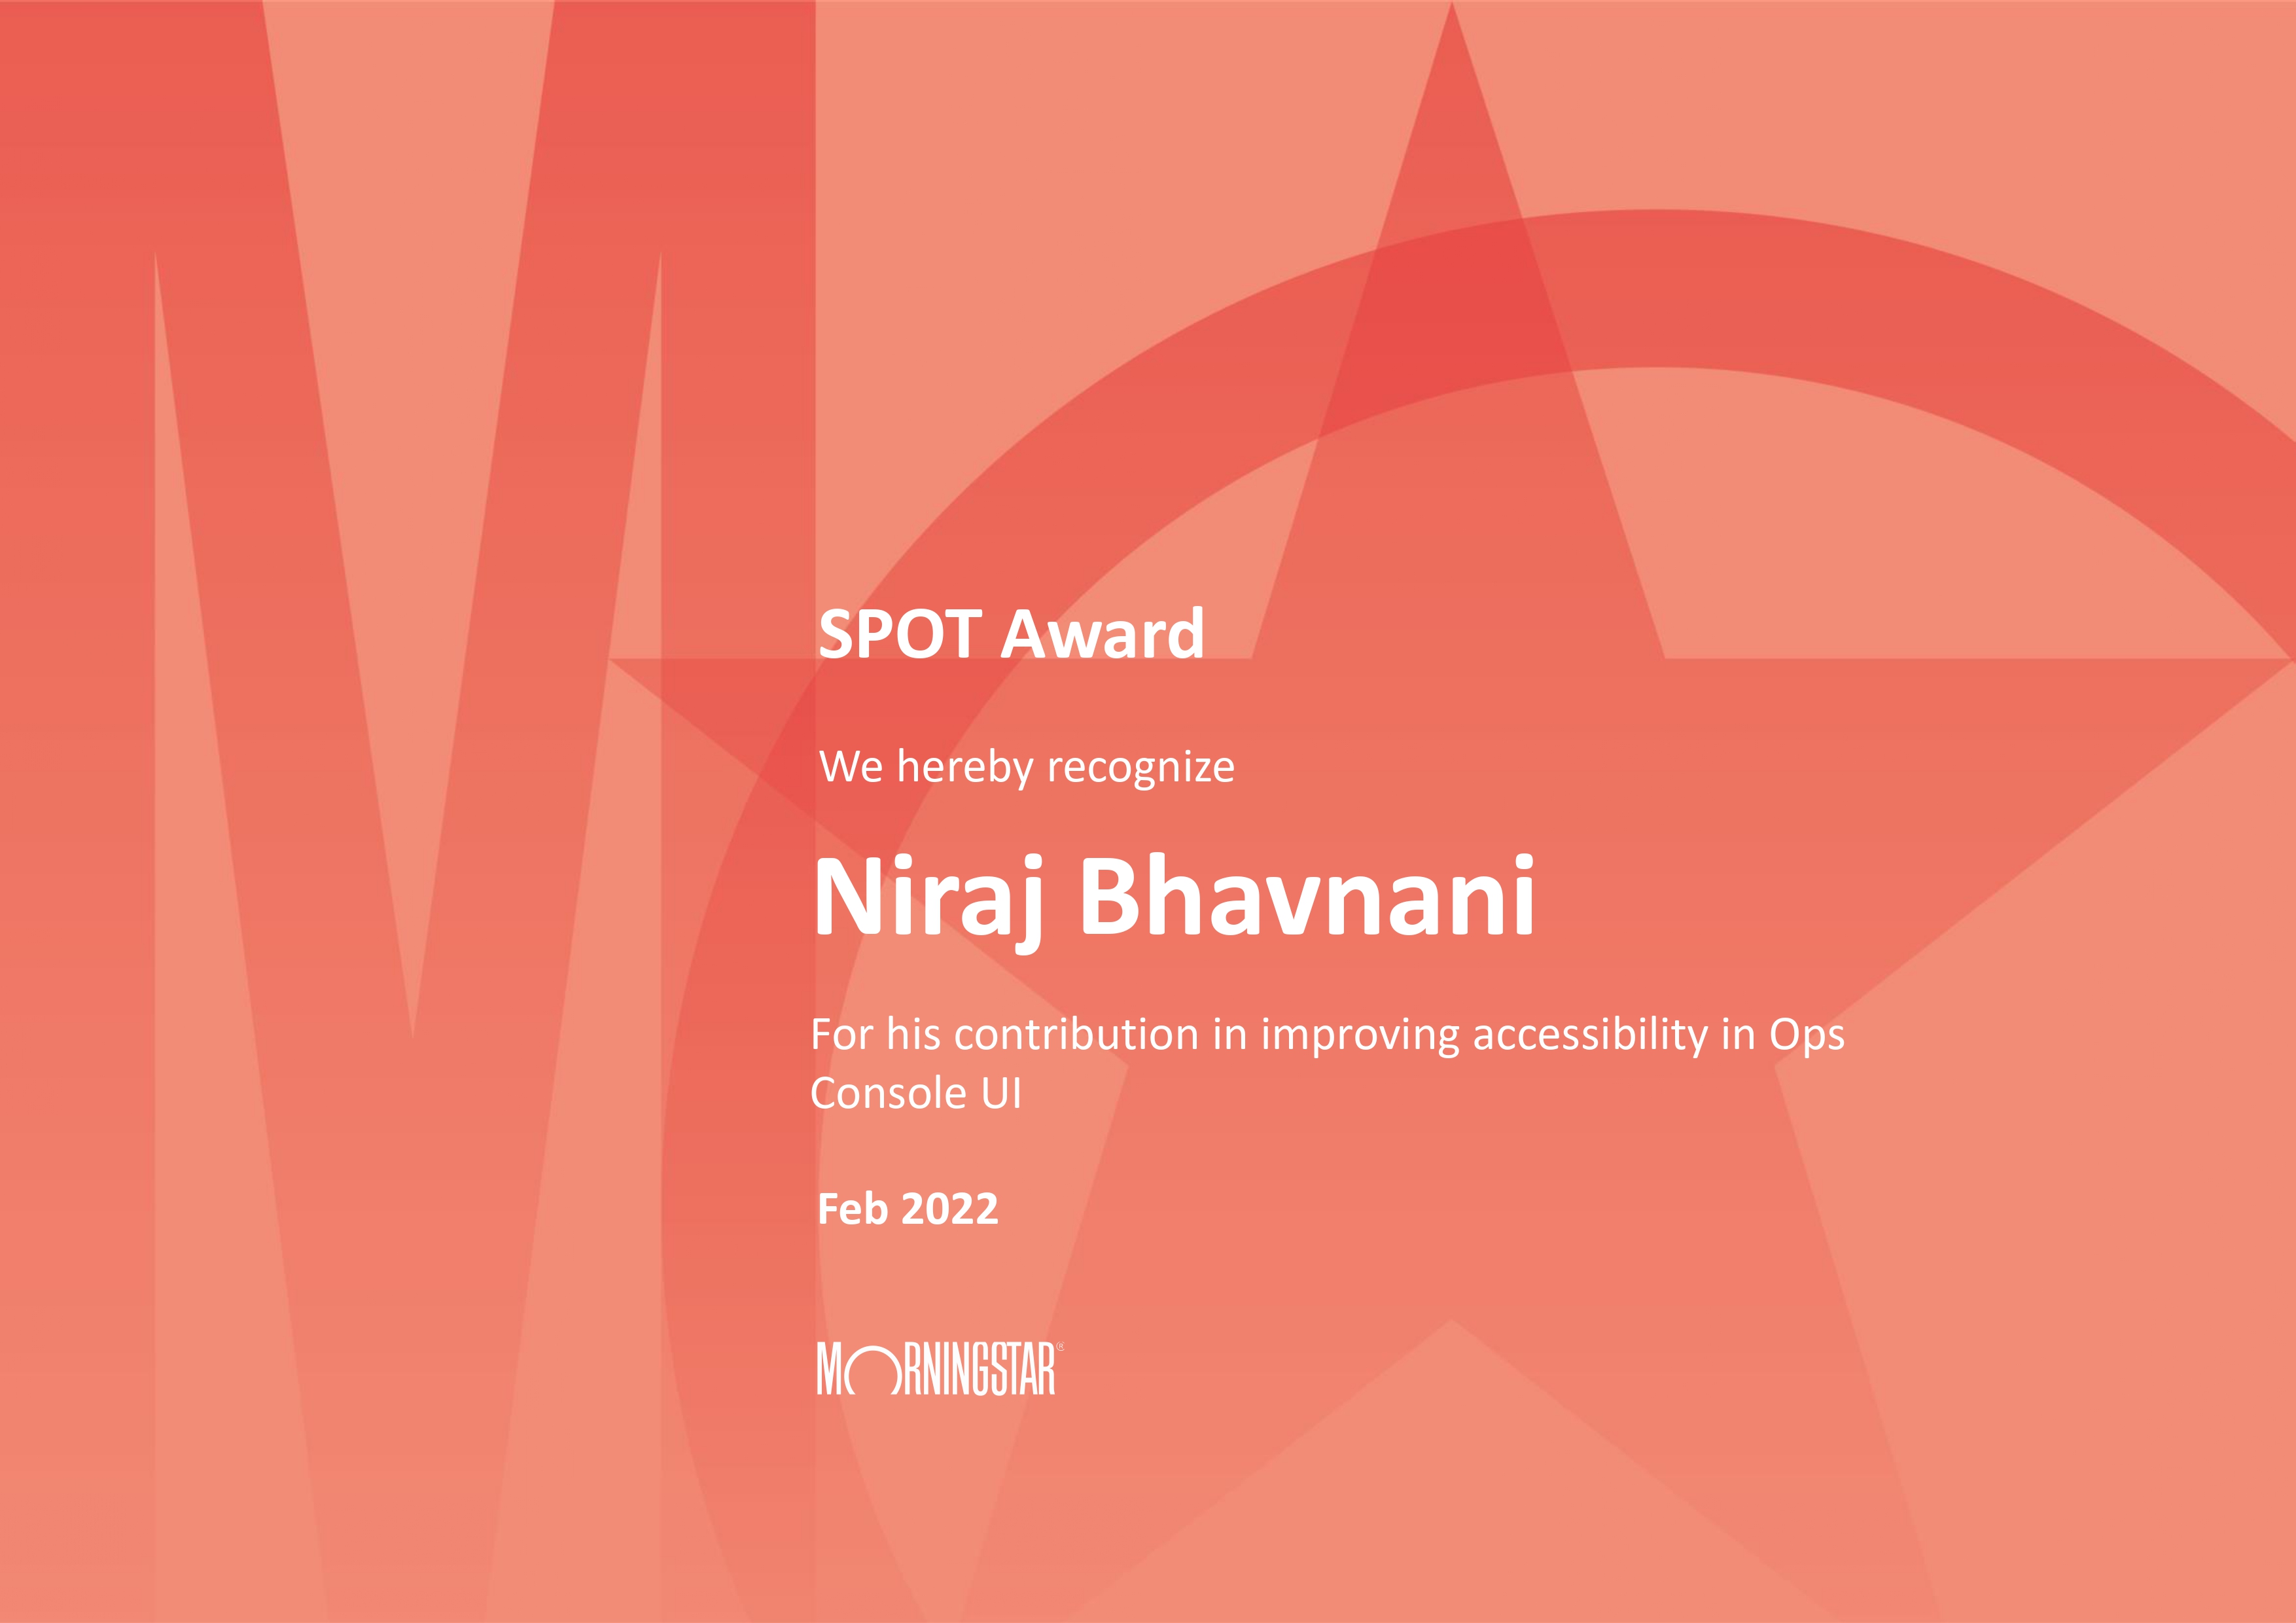 SPOT Award
We hereby recognize
Niraj Bhavnani
For his contribution in improving accessibility in Ops
Console UI
Feb 2022
MORNINGSTAR®